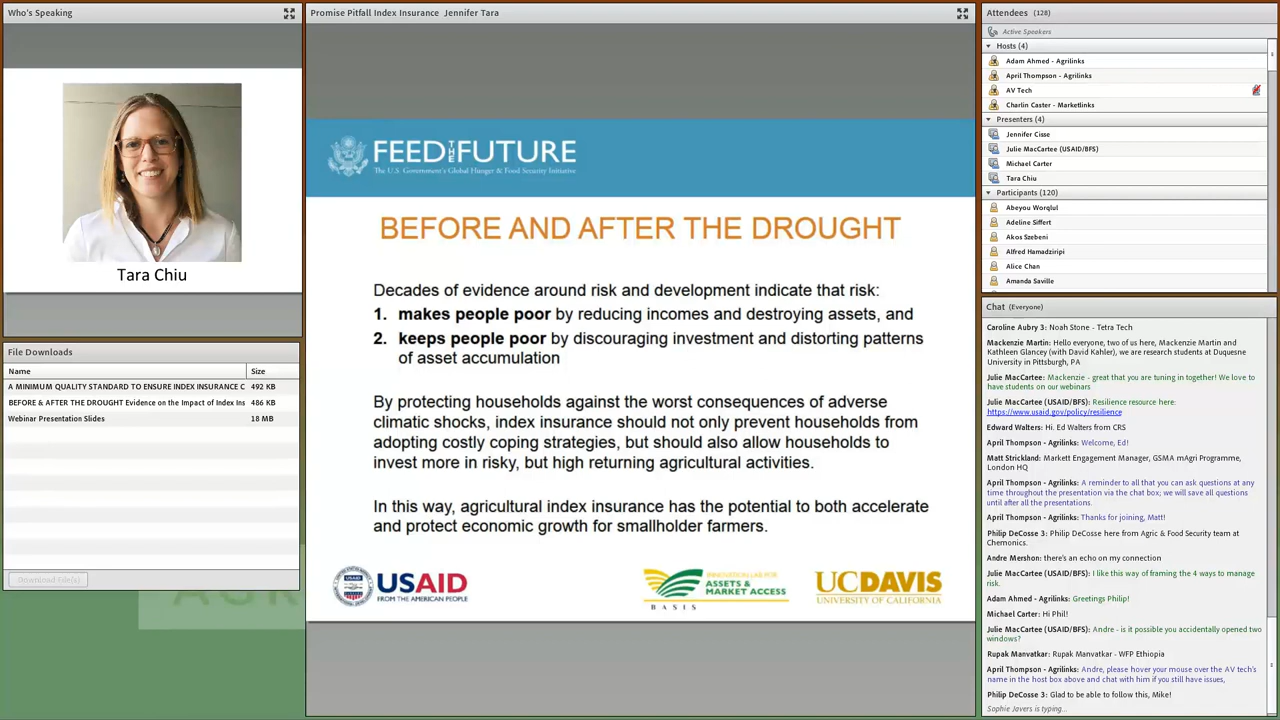 Who's Speaking
Tara Chiu
File Downloads
Name
Size
A MINIMUM QUALITY STANDARD TO ENSURE INDEX INSURANCE C
492 KB
BEFORE & AFTER THE DROUGHT Evidence on the Impact of Index Ins
486 KB
Webinar Presentation Slides
18 MB
Download File(s)
Promise Pitfall Index Insurance Jennifer Tara
FEED THE FUTURE
The U.S. Government's Global Hunger & Food Security Initiative
BEFORE AND AFTER THE DROUGHT
Decades of evidence around risk and development indicate that risk:
1. makes people poor by reducing incomes and destroying assets, and
2. keeps people poor by discouraging investment and distorting patterns
of asset accumulation
By protecting households against the worst consequences of adverse
climatic shocks, index insurance should not only prevent households from
adopting costly coping strategies, but should also allow households to
invest more in risky, but high returning agricultural activities.
In this way, agricultural index insurance has the potential to both accelerate
and protect economic growth for smallholder farmers.
USAID
USAID
FROM THE AMERICAN PEOPLE
BASIS
INNOVATION LAB FOR
ASSETS &
MARKET ACCESS
UCDAVIS
UNIVERSITY OF CALIFORNIA
Attendees (128)
Active Speakers
Hosts (4)
Adam Ahmed - Agrilinks
April Thompson - Agrilinks
AV Tech
Charlin Caster - Marketlinks
Presenters (4)
Jennifer Cisse
Julie MacCartee (USAID/BFS)
Michael Carter
Tara Chiu
Participants (120)
Abeyou Worqlul
Adeline Siffert
Akos Szebeni
Alfred Hamadziripi
Alice Chan
Amanda Saville
Chat (Everyone)
Caroline Aubry 3: Noah Stone - Tetra Tech
Mackenzie Martin: Hello everyone, two of us here, Mackenzie Martin and
Kathleen Glancey (with David Kahler), we are research students at Duquesne
University in Pittsburgh, PA
Julie MacCartee: Mackenzie - great that you are tuning in together! We love to
have students on our webinars
Julie MacCartee (USAID/BFS): Resilience resource here:
https://www.usaid.gov/policy/resilience
Edward Walters: Hi. Ed Walters from CRS
April Thompson - Agrilinks: Welcome, Ed!
Matt Strickland: Markett Engagement Manager, GSMA mAgri Programme,
London HQ
April Thompson - Agrilinks: A reminder to all that you can ask questions at any
time throughout the presentation via the chat box; we will save all questions
until after all the presentations.
April Thompson - Agrilinks: Thanks for joining, Matt!
Philip DeCosse 3: Philip DeCosse here from Agric & Food Security team at
Chemonics.
Andre Mershon: there's an echo on my connection
Julie MacCartee (USAID/BFS): I like this way of framing the 4 ways to manage
risk.
Adam Ahmed - Agrilinks: Greetings Philip!
Michael Carter: Hi Phil!
Julie MacCartee (USAID/BFS): Andre - is it possible you accidentally opened two
windows?
Rupak Manvatkar: Rupak Manvatkar - WFP Ethiopia
April Thompson - Agrilinks: Andre, please hover your mouse over the AV tech's
name in the host box above and chat with him if you still have issues,
Philip DeCosse 3: Glad to be able to follow this, Mike!
Sophie Javers is typing...